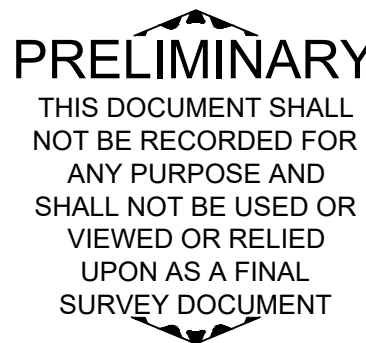 PRELIMINARY
THIS DOCUMENT SHALL
NOT BE RECORDED FOR
ANY PURPOSE AND
SHALL NOT BE USED OR
VIEWED OR RELIED
UPON AS A FINAL
SURVEY DOCUMENT